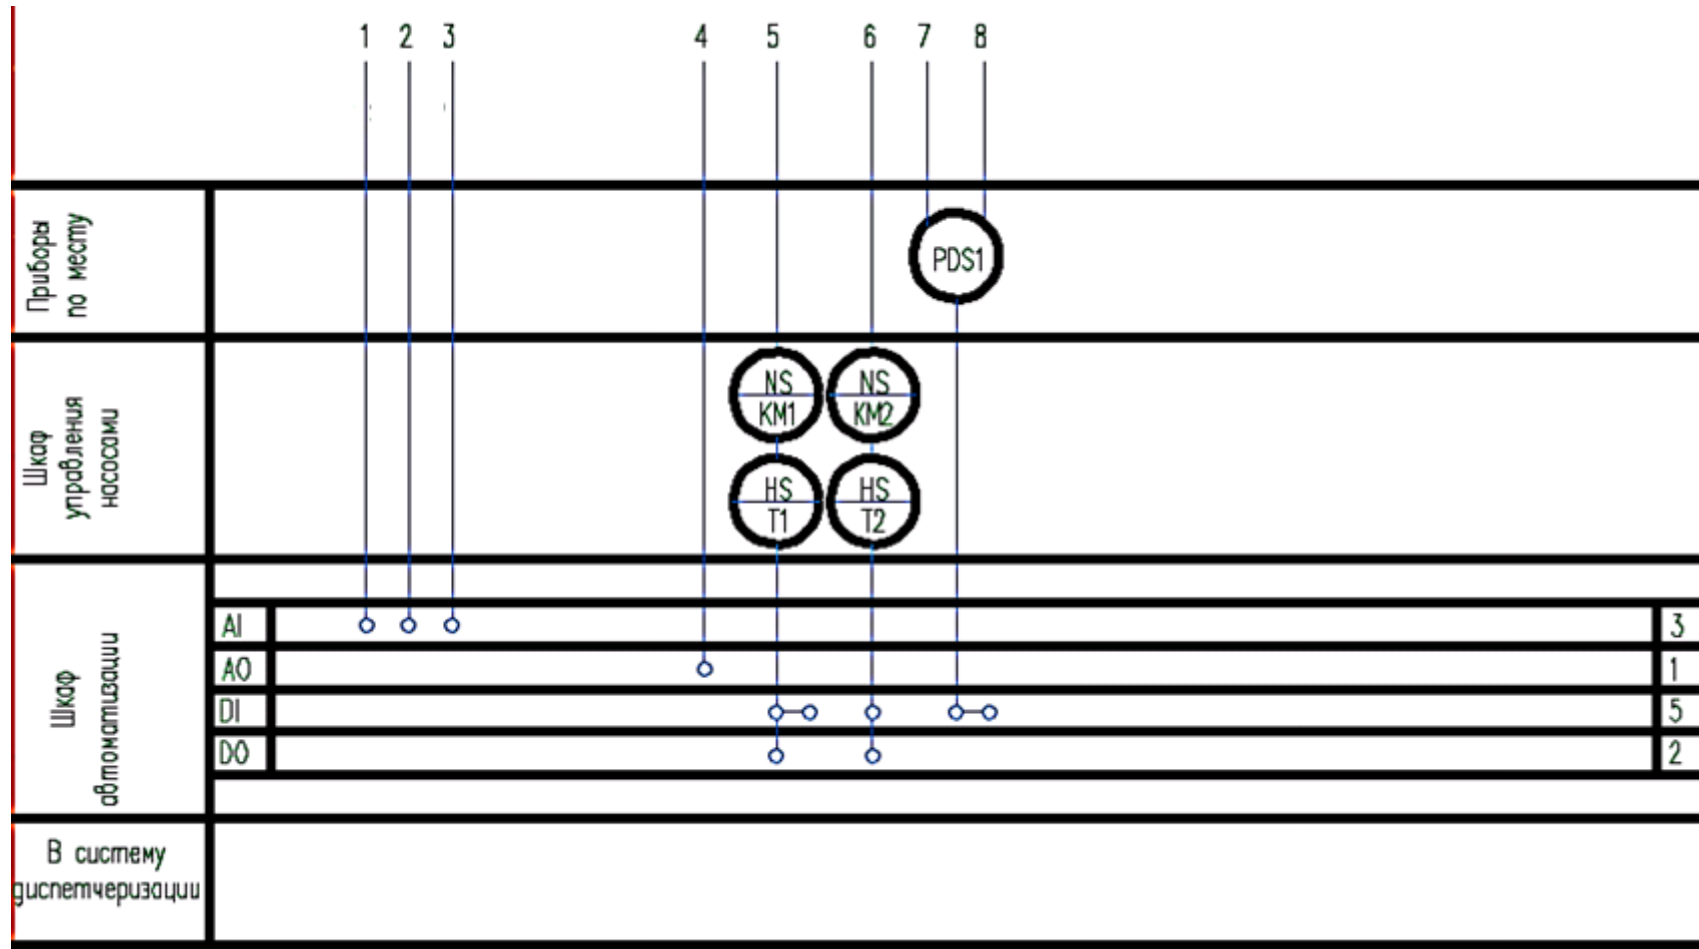 1 2 3 4 5 6 7 8
Приборы
по месту
PDS1
Шкаф
управления
насосами
NS
KM1
NS
KM2
HS
T1
HS
T2
Шкаф
автоматизации
AI 3
AO 1
DI 5
DO 2
В систему
диспетчеризации